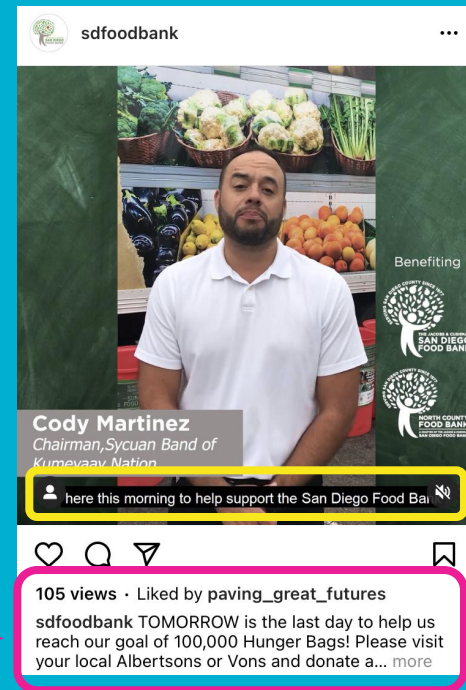 sdfoodbank
Benefiting
SAN DIEGO
FOOD BANK
NORTH COUNTY
FOOD BANK
Cody Martinez
Chairman,Sycuan Band of
Kumeyaay Nation
here this morning to help support the San Diego Food Ban
105 views · Liked by paving_great_futures
sdfoodbank TOMORROW is the last day to help us
reach our goal of 100,000 Hunger Bags! Please visit
your local Albertsons or Vons and donate a... more